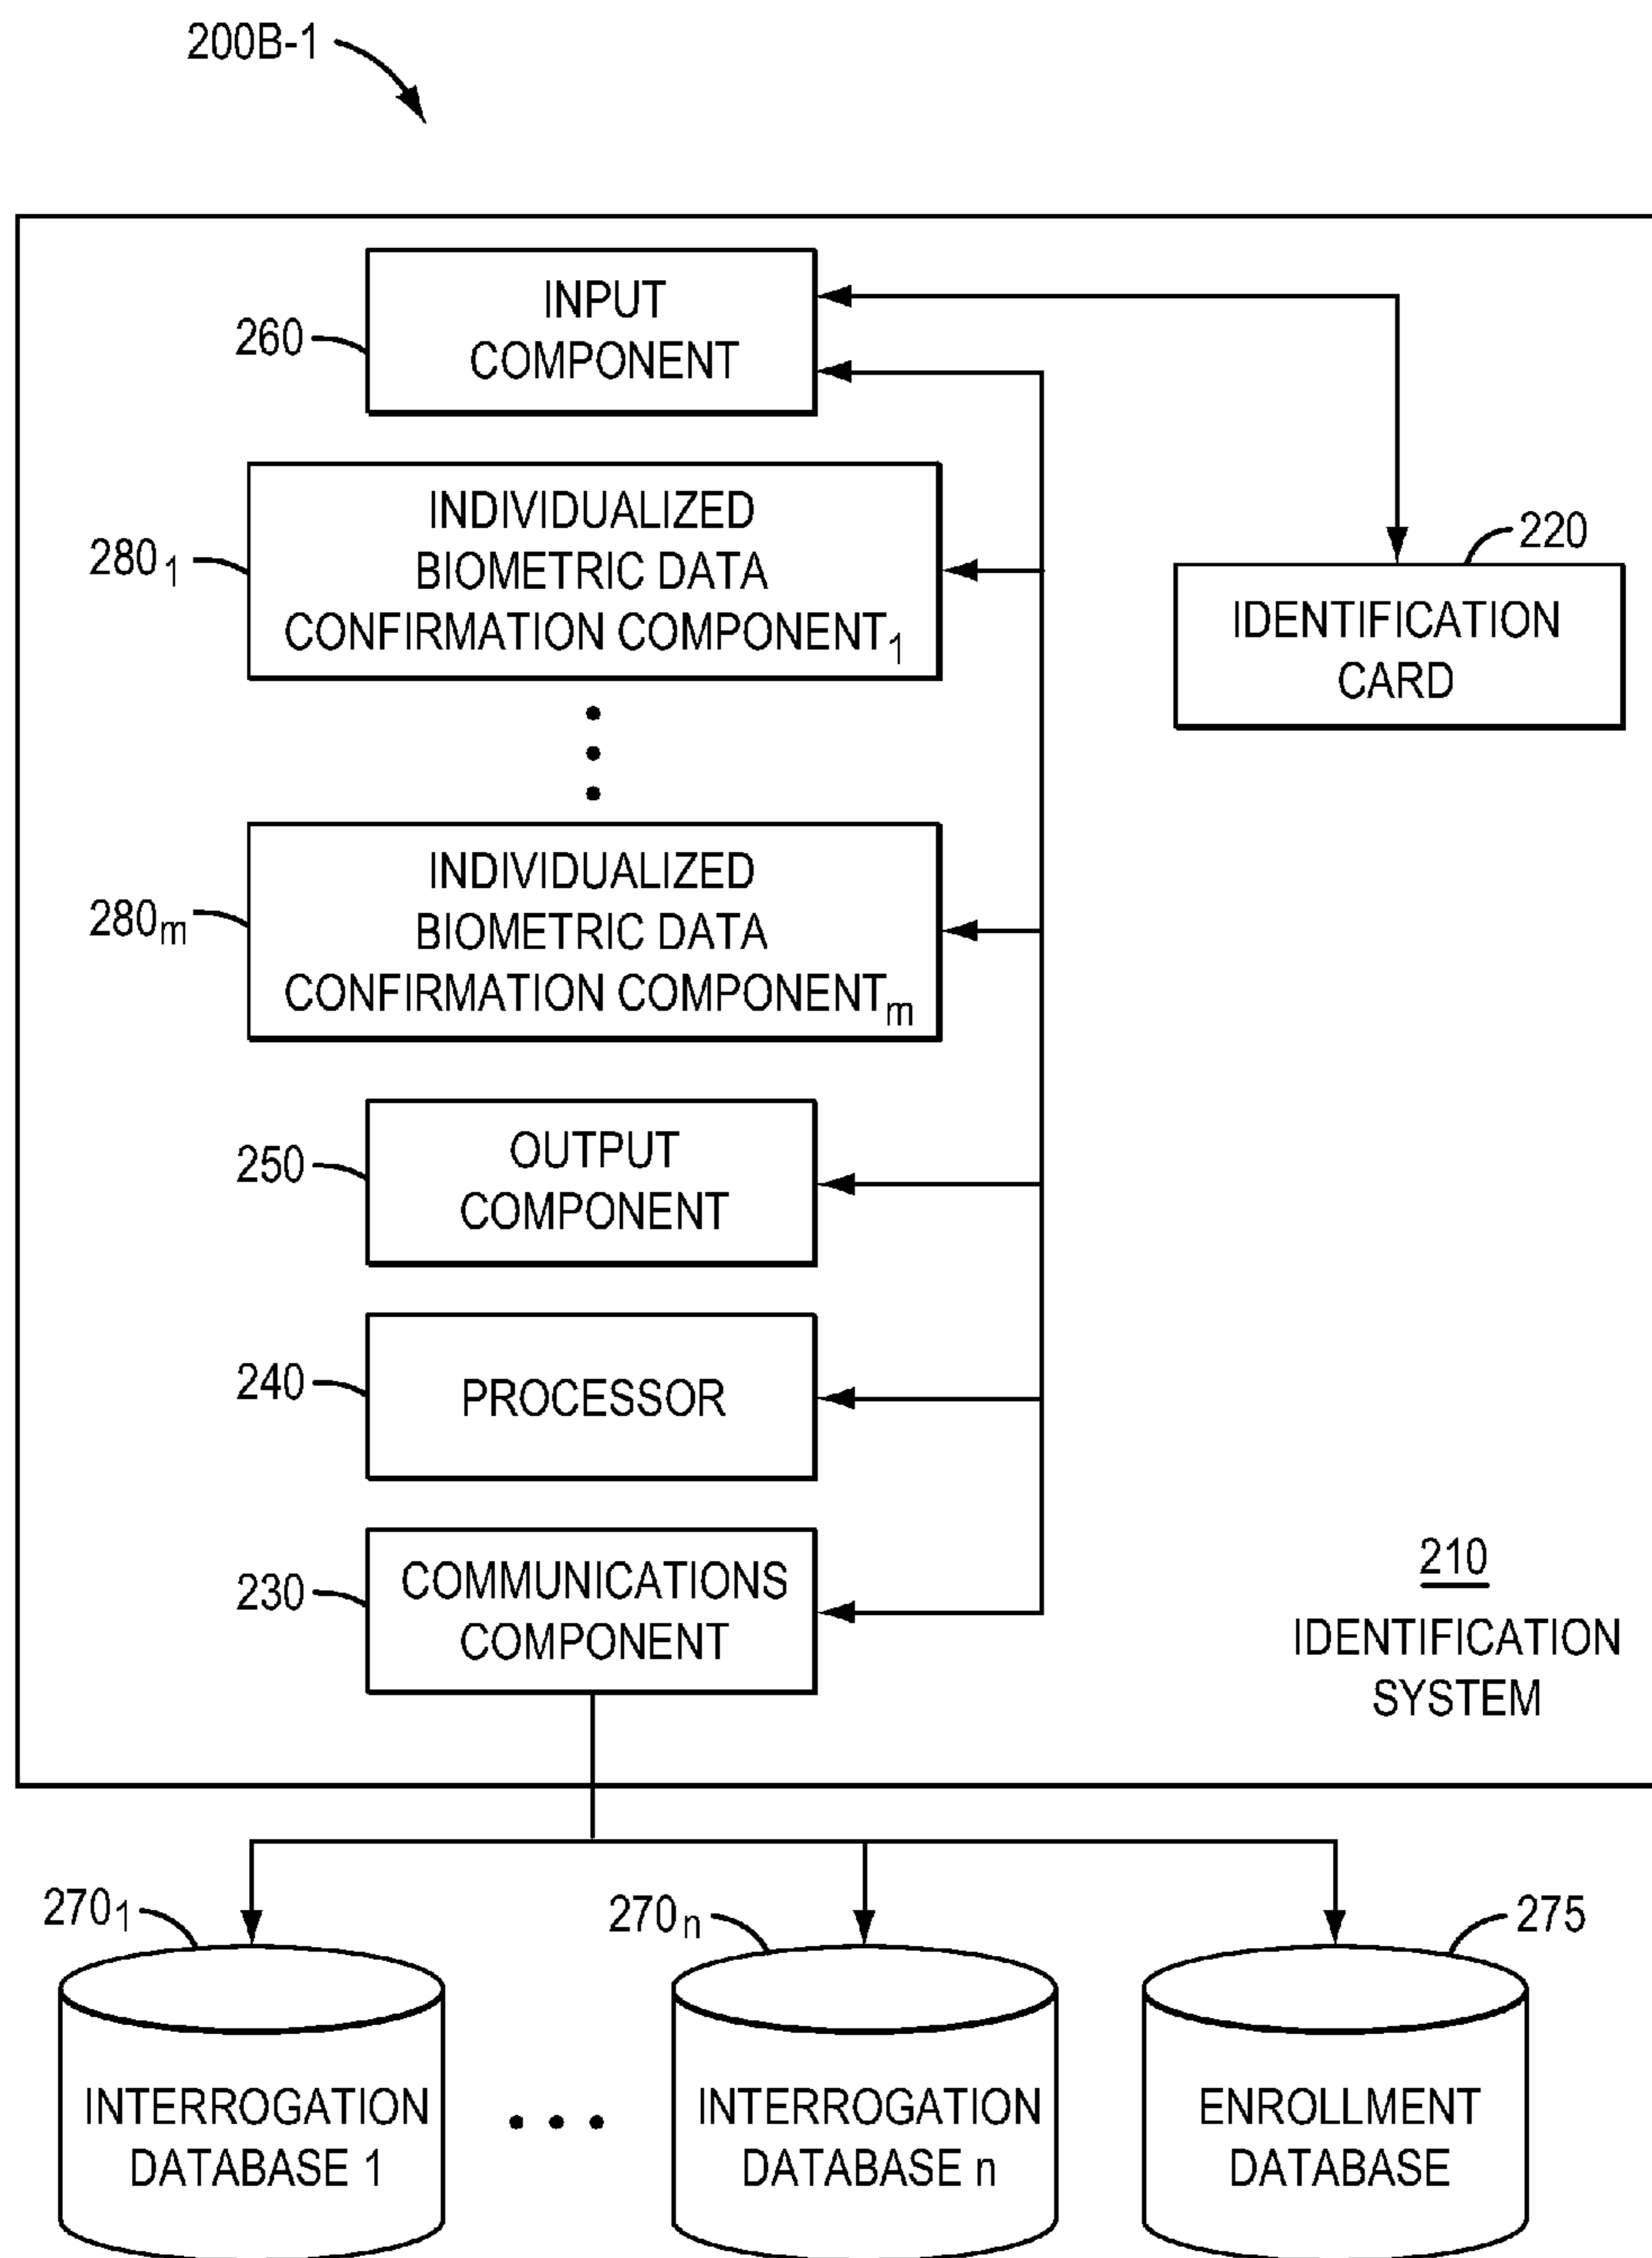 200B-1
260
INPUT
COMPONENT
280₁
INDIVIDUALIZED
BIOMETRIC DATA
CONFIRMATION COMPONENT₁
220
IDENTIFICATION
CARD
280ₘ
INDIVIDUALIZED
BIOMETRIC DATA
CONFIRMATION COMPONENTₘ
250
OUTPUT
COMPONENT
240
PROCESSOR
230
COMMUNICATIONS
COMPONENT
210
IDENTIFICATION
SYSTEM
270₁
INTERROGATION
DATABASE 1
270ₙ
INTERROGATION
DATABASE n
275
ENROLLMENT
DATABASE